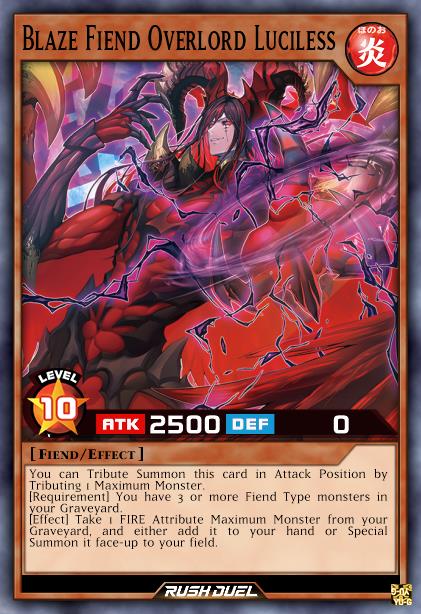 BLAZE FIEND OVERLORD LUCILESS
ほのお
炎
LEVEL
10
ATK 2500 DEF 0
[FIEND/EFFECT]
You can Tribute Summon this card in Attack Position by
Tributing 1 Maximum Monster.
[Requirement] You have 3 or more Fiend Type monsters in
your Graveyard.
[Effect] Take 1 FIRE Attribute Maximum Monster from your
Graveyard, and either add it to your hand or Special
Summon it face-up to your field.
RUSH DUEL